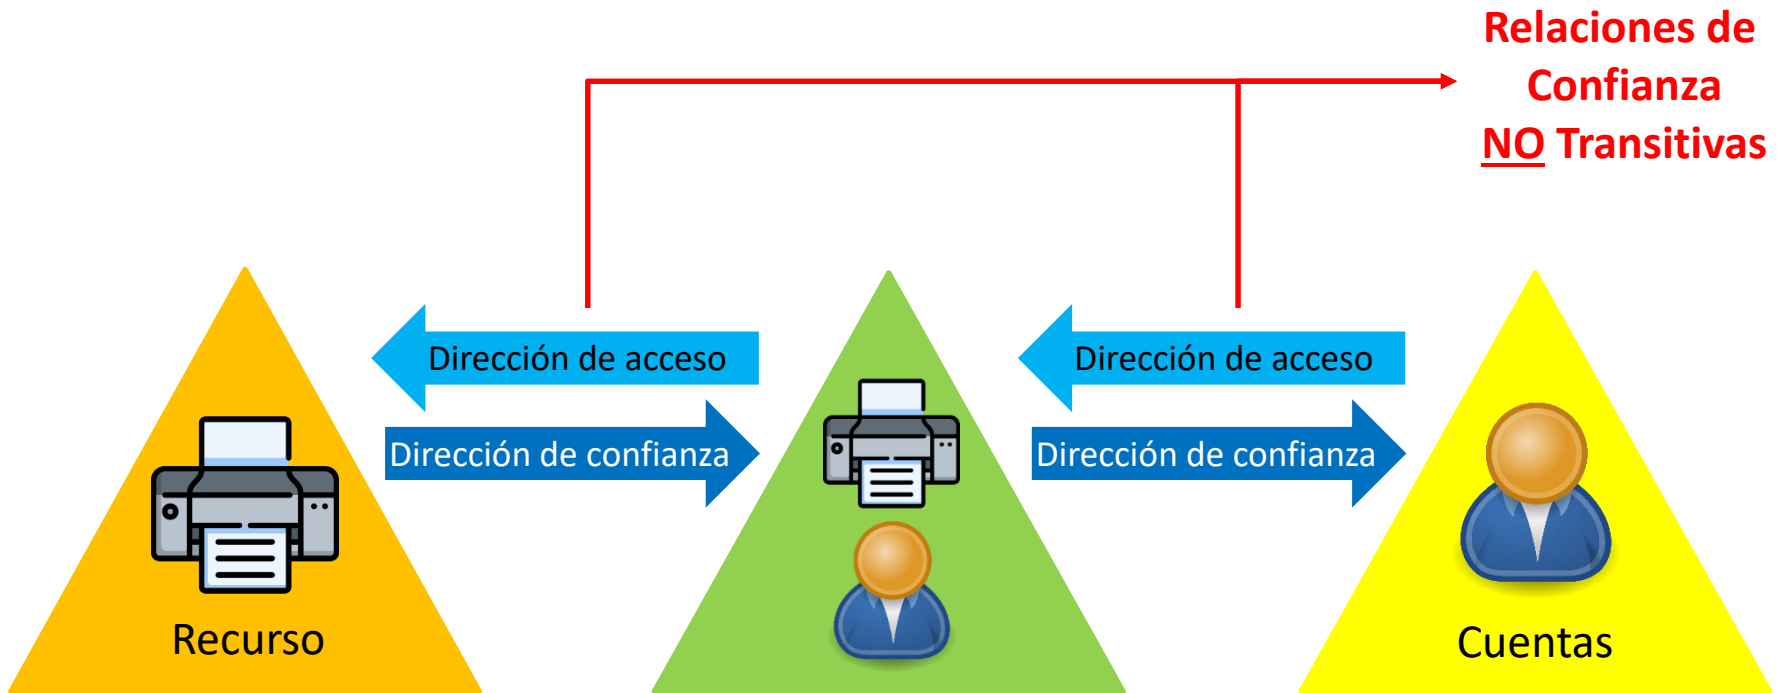 Relaciones de
Confianza
NO Transitivas
Dirección de acceso
Dirección de acceso
Dirección de confianza
Dirección de confianza
Recurso
Cuentas